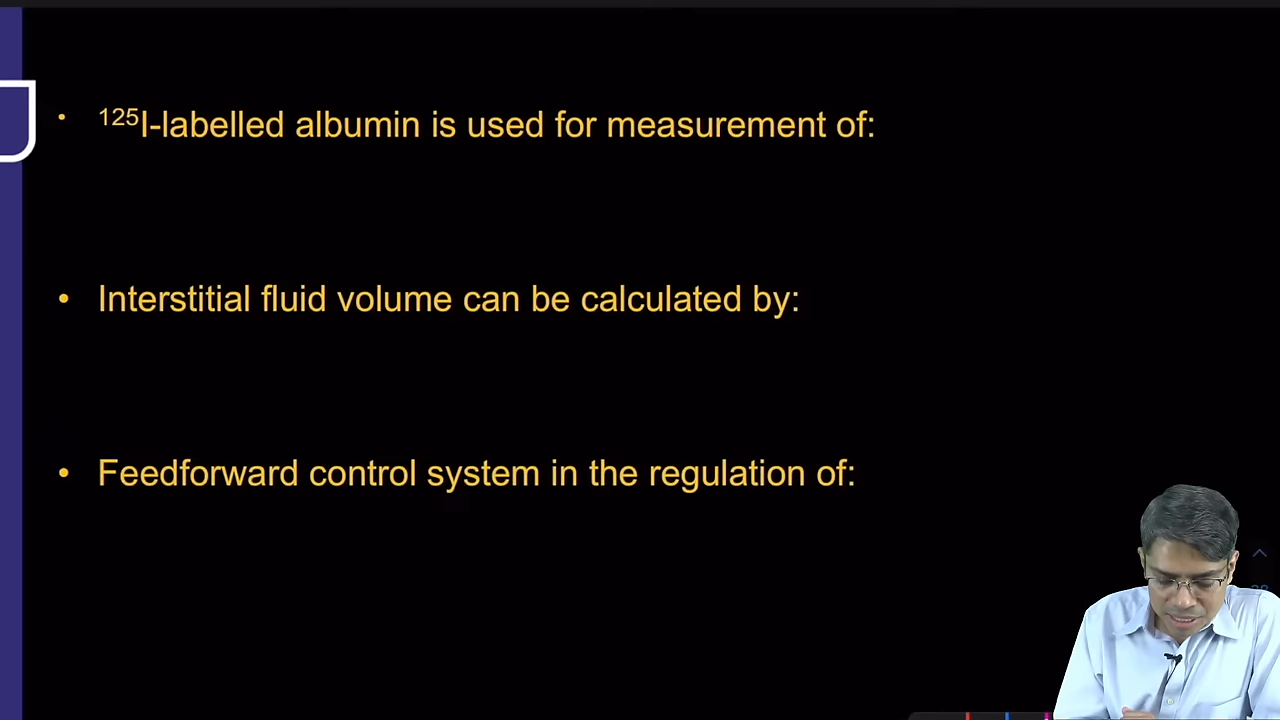 • ¹²⁵I-labelled albumin is used for measurement of:
• Interstitial fluid volume can be calculated by:
• Feedforward control system in the regulation of: